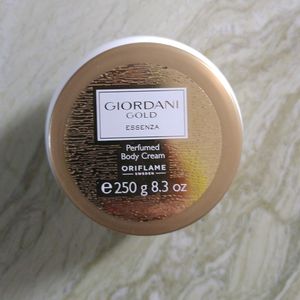 GIORDANI
GOLD
ESSENZA
Perfumed
Body Cream
ORIFLAME
SWEDEN
e 250 g 8.3 oz